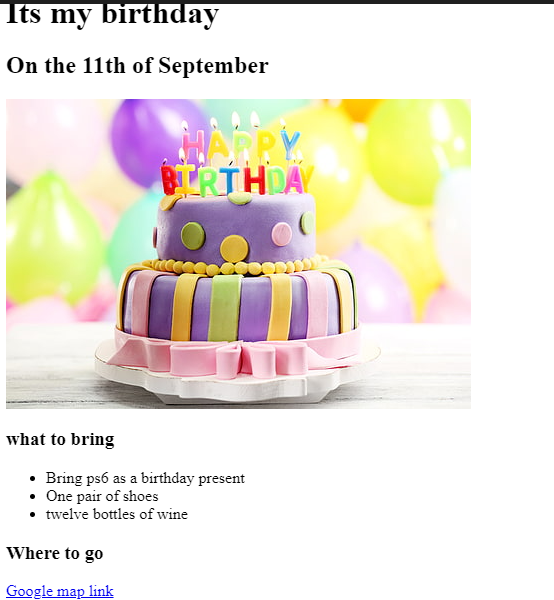 Its my birthday
On the 11th of September
HAPPY
BIRTHDAY
what to bring
Bring ps6 as a birthday present
One pair of shoes
twelve bottles of wine
Where to go
Google map link